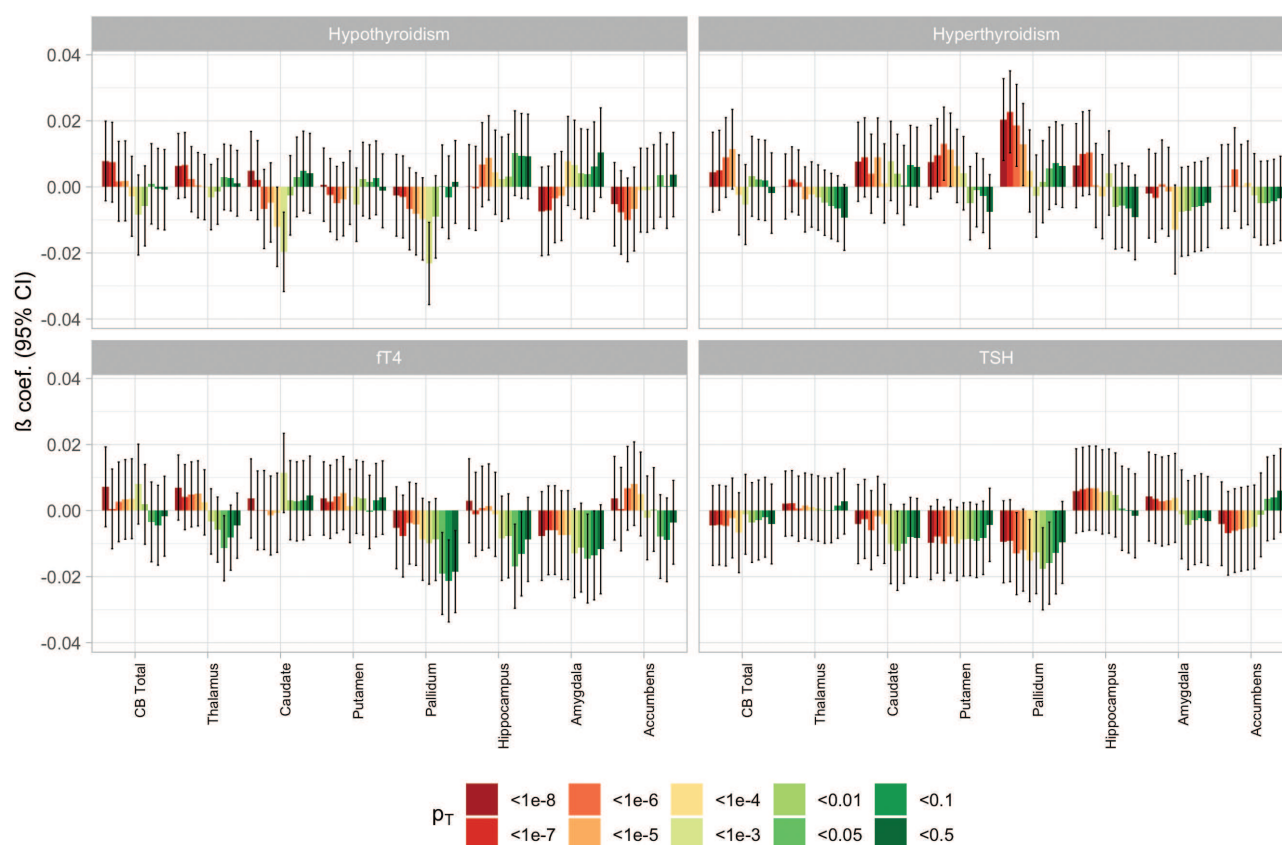 Hypothyroidism Hyperthyroidism
0.04
0.02
0.00
-0.02
-0.04
fT4 TSH
0.04
0.02
0.00
-0.02
-0.04
ß coef. (95% CI)
CB Total Thalamus Caudate Putamen Pallidum Hippocampus Amygdala Accumbens CB Total Thalamus Caudate Putamen Pallidum Hippocampus Amygdala Accumbens
pT
<1e-8 <1e-6 <1e-4 <0.01 <0.1
<1e-7 <1e-5 <1e-3 <0.05 <0.5